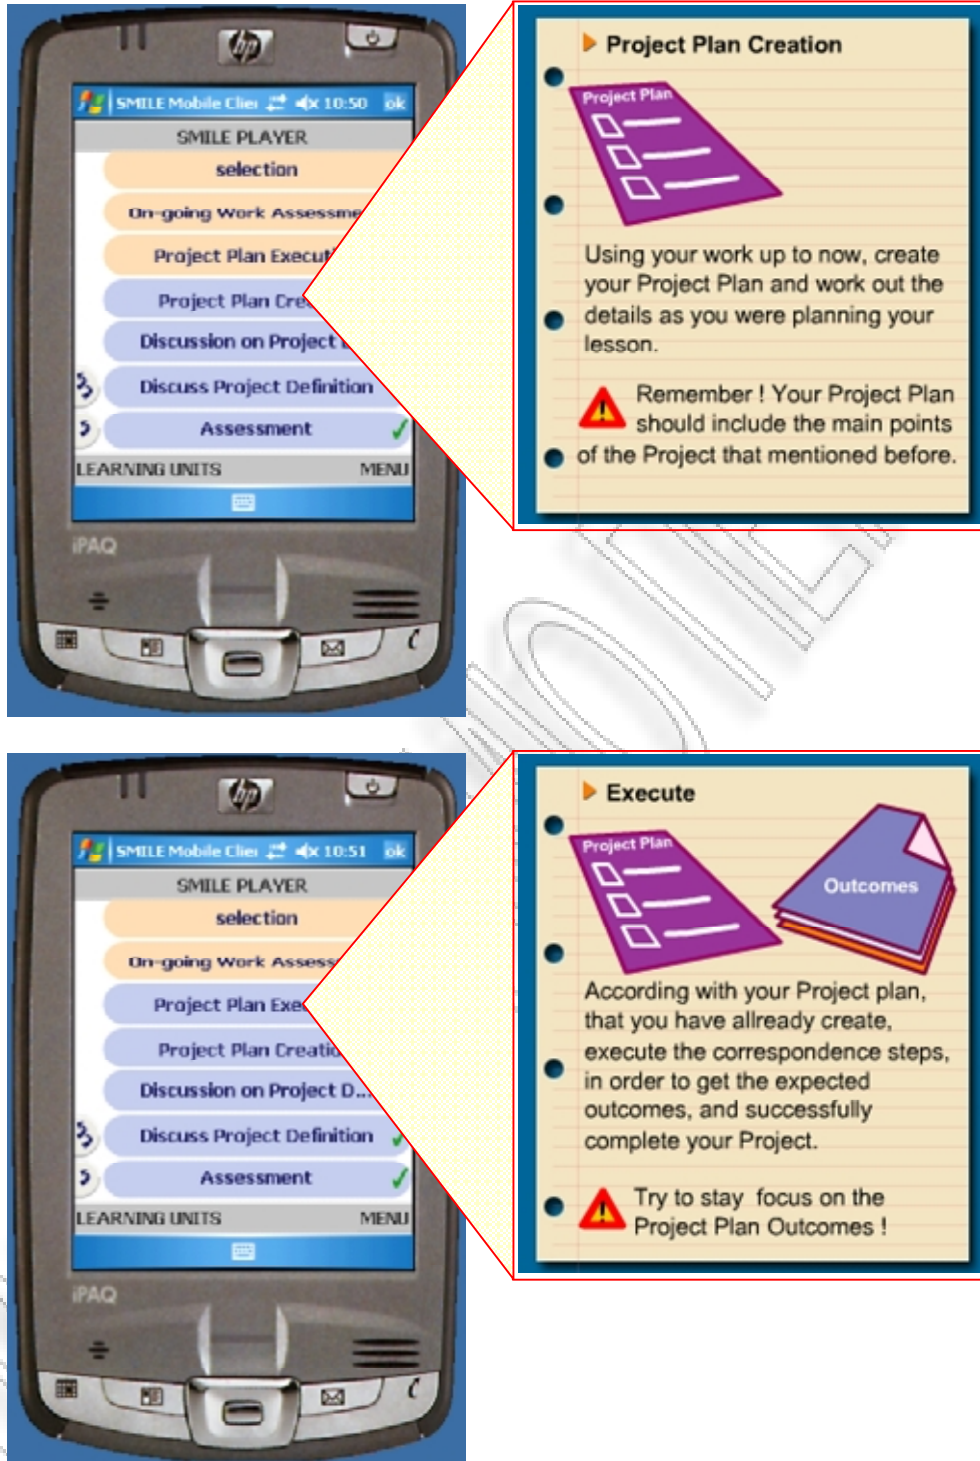 hp
SMILE Mobile Clie 10:50 ok
SMILE PLAYER
selection
On-going Work Assessme
Project Plan Executi
Project Plan Cre
Discussion on Project
Discuss Project Definition
Assessment
LEARNING UNITS MENU
iPAQ
Project Plan Creation
Project Plan
Using your work up to now, create
your Project Plan and work out the
details as you were planning your
lesson.
Remember ! Your Project Plan
should include the main points
of the Project that mentioned before.
hp
SMILE Mobile Clie 10:51 ok
SMILE PLAYER
selection
On-going Work Assess
Project Plan Exe
Project Plan Creatio
Discussion on Project D...
Discuss Project Definition
Assessment
LEARNING UNITS MENU
iPAQ
Execute
Project Plan
Outcomes
According with your Project plan,
that you have allready create,
execute the correspondence steps,
in order to get the expected
outcomes, and successfully
complete your Project.
Try to stay focus on the
Project Plan Outcomes !